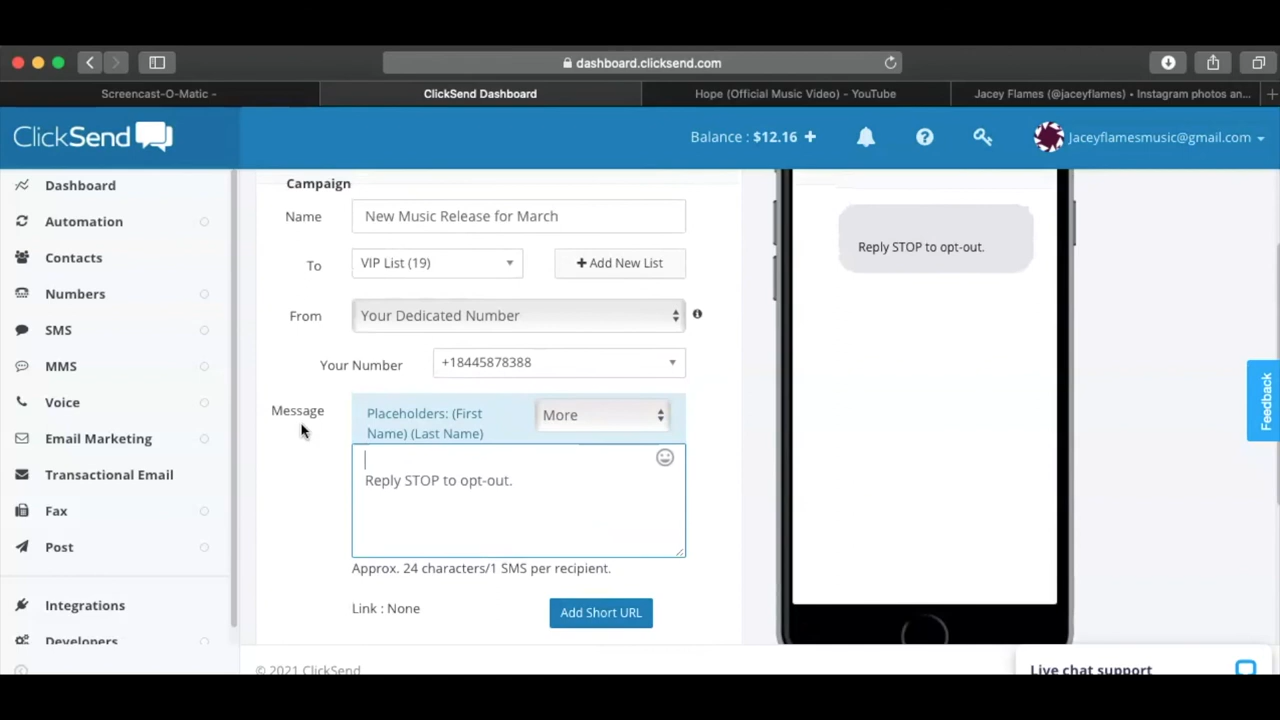 dashboard.clicksend.com
Screencast-O-Matic -
ClickSend Dashboard
Hope (Official Music Video) - YouTube
Jacey Flames (@jaceyflames) • Instagram photos an...
ClickSend
Balance : $12.16
Jaceyflamesmusic@gmail.com
Dashboard
Automation
Contacts
Numbers
SMS
MMS
Voice
Email Marketing
Transactional Email
Fax
Post
Integrations
Developers
Campaign
Name
New Music Release for March
To
VIP List (19)
Add New List
From
Your Dedicated Number
Your Number
+18445878388
Message
Placeholders: (First
Name) (Last Name)
More
Reply STOP to opt-out.
Approx. 24 characters/1 SMS per recipient.
Link : None
Add Short URL
© 2021 ClickSend
Reply STOP to opt-out.
Feedback
Live chat support